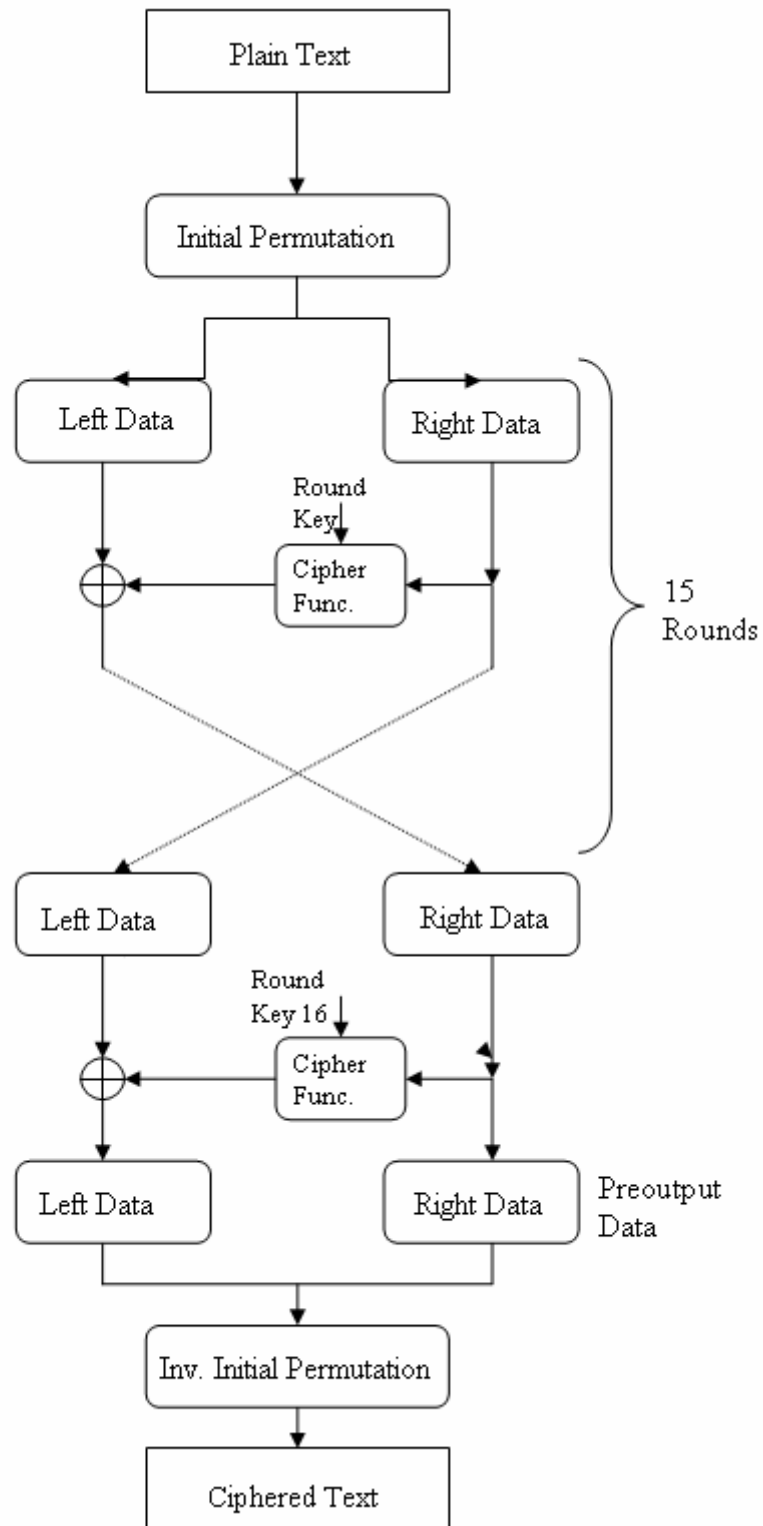 Plain Text
Initial Permutation
Left Data
Right Data
Round
Key
Cipher
Func.
15
Rounds
Left Data
Right Data
Round
Key 16
Cipher
Func.
Left Data
Right Data
Preoutput
Data
Inv. Initial Permutation
Ciphered Text